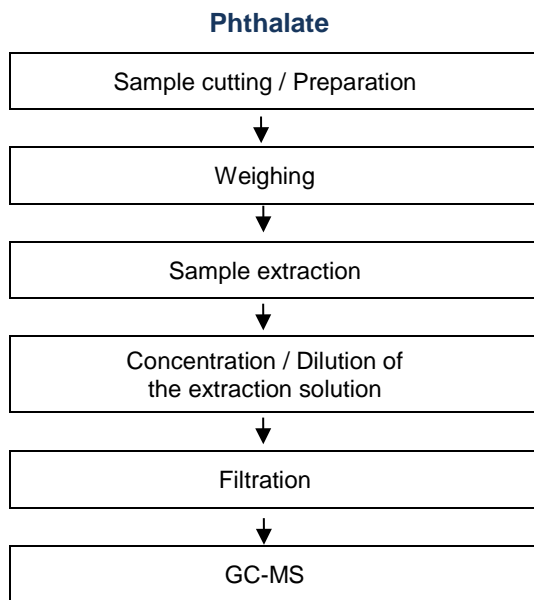 Phthalate
Sample cutting / Preparation
Weighing
Sample extraction
Concentration / Dilution of
the extraction solution
Filtration
GC-MS